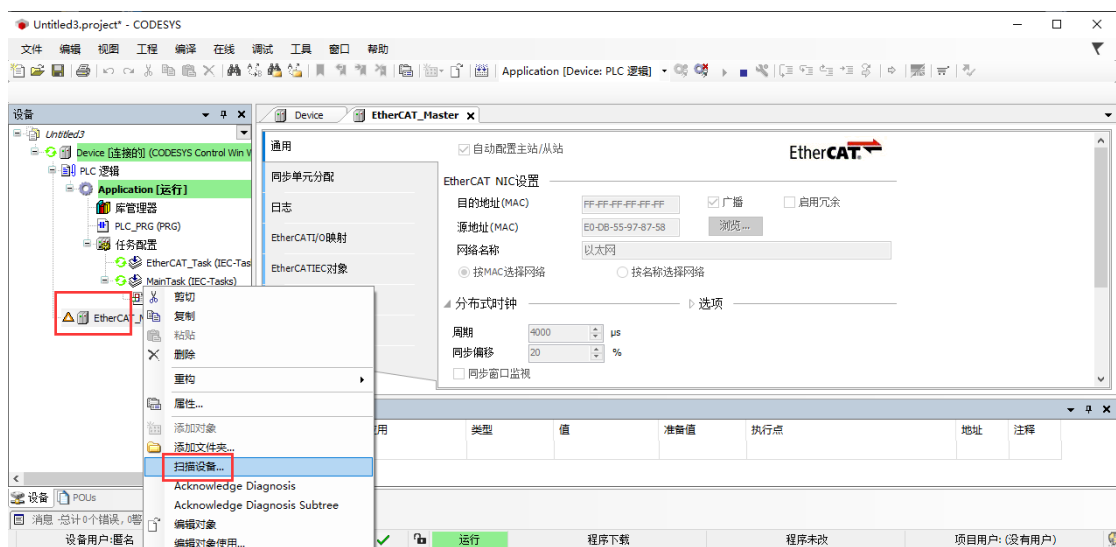 Untitled3.project* - CODESYS
文件 编辑 视图 工程 编译 在线 调试 工具 窗口 帮助
Application [Device: PLC 逻辑]
设备
Device
EtherCAT_Master
Untitled3
Device [连接的] (CODESYS Control Win V
PLC 逻辑
Application [运行]
库管理器
PLC_PRG (PRG)
任务配置
EtherCAT_Task (IEC-Tas
MainTask (IEC-Tasks)
EtherCAT_M
剪切
复制
粘贴
删除
重构
属性...
添加对象
添加文件夹...
扫描设备...
Acknowledge Diagnosis
Acknowledge Diagnosis Subtree
编辑对象
编辑对象使用...
通用
同步单元分配
日志
EtherCATI/O映射
EtherCATIEC对象
自动配置主站/从站
EtherCAT
EtherCAT NIC设置
目的地址(MAC) FF-FF-FF-FF-FF-FF 广播 启用冗余
源地址(MAC) E0-DB-55-97-87-58 浏览...
网络名称 以太网
按MAC选择网络 按名称选择网络
分布式时钟 选项
周期 4000 µs
同步偏移 20 %
同步窗口监视
用 类型 值 准备值 执行点 地址 注释
设备 POUs
消息 -总计0个错误, 0警
设备用户:匿名 运行 程序下载 程序未改 项目用户: (没有用户)